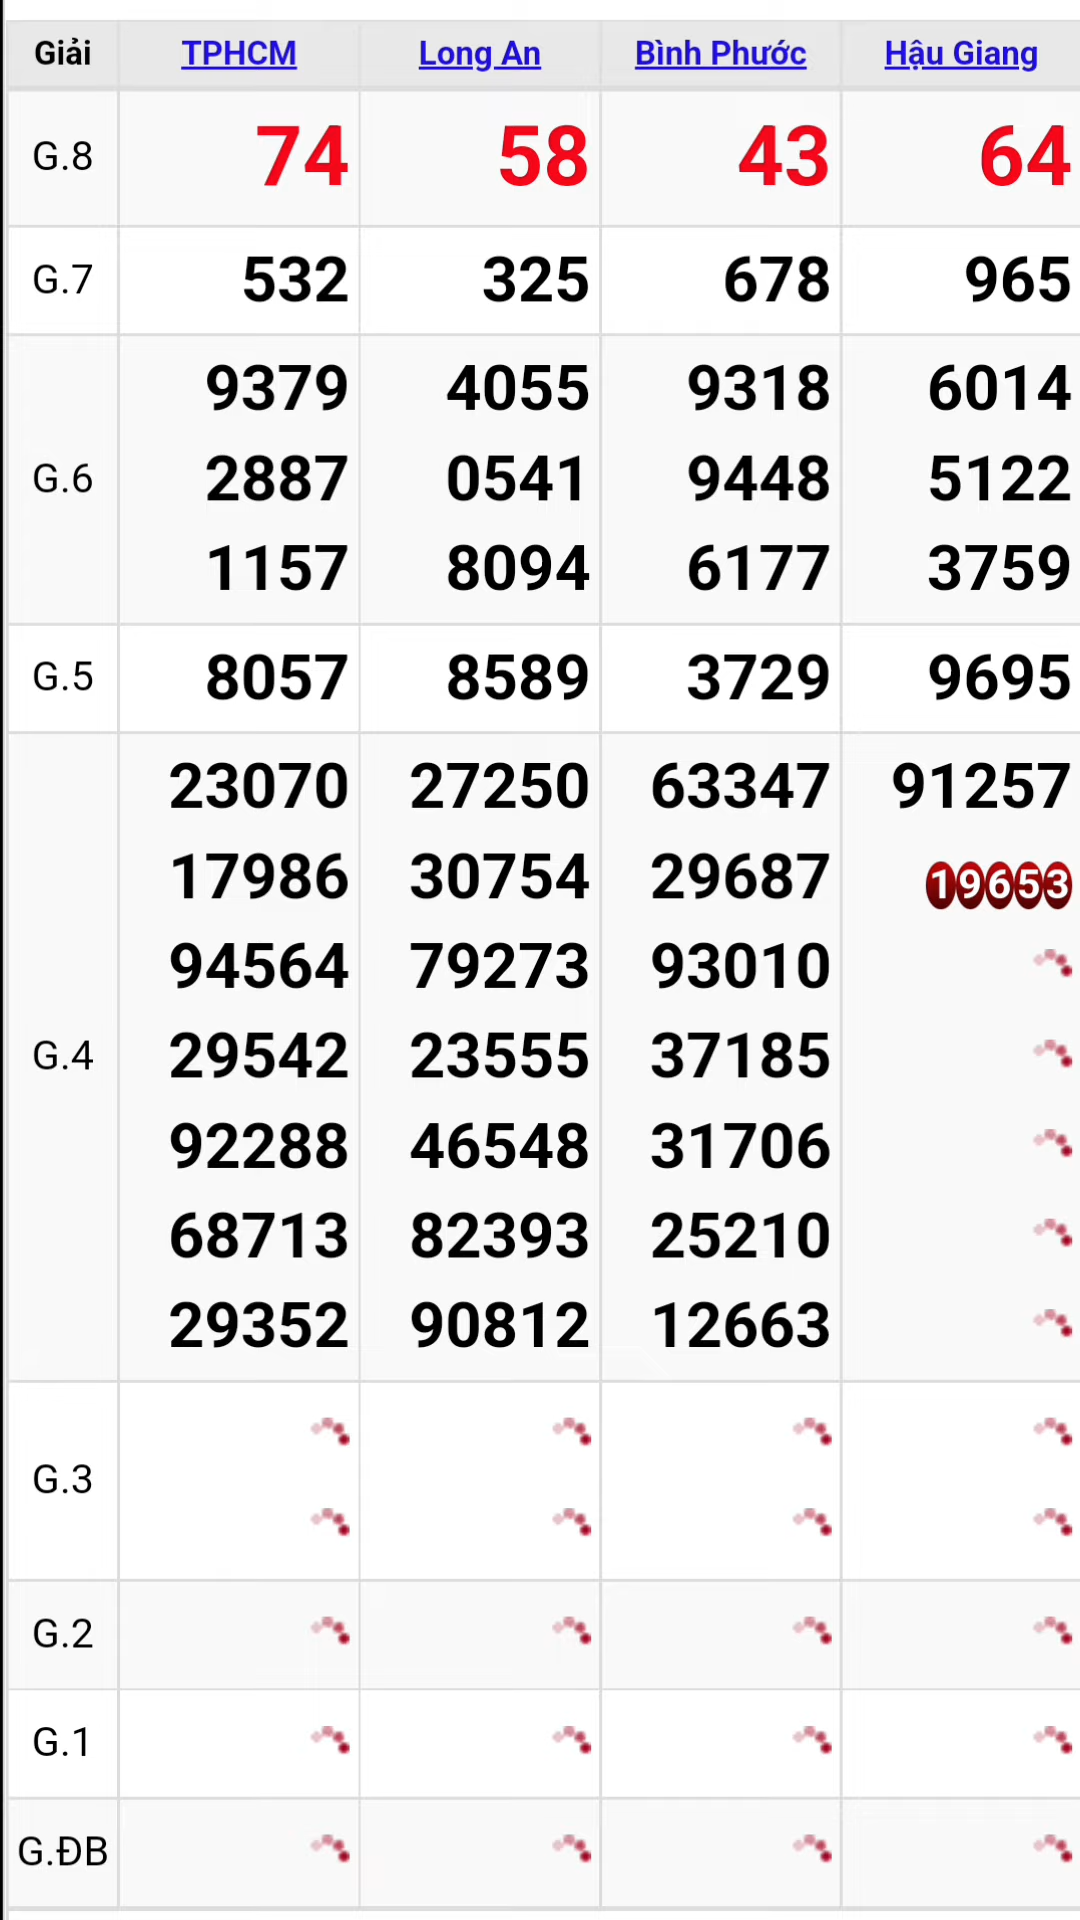 Giải TPHCM Long An Bình Phước Hậu Giang
G.8 74 58 43 64
G.7 532 325 678 965
9379 4055 9318 6014
G.6 2887 0541 9448 5122
1157 8094 6177 3759
G.5 8057 8589 3729 9695
23070 27250 63347 91257
17986 30754 29687 19653
94564 79273 93010
G.4 29542 23555 37185
92288 46548 31706
68713 82393 25210
29352 90812 12663
G.3
G.2
G.1
G.ĐB